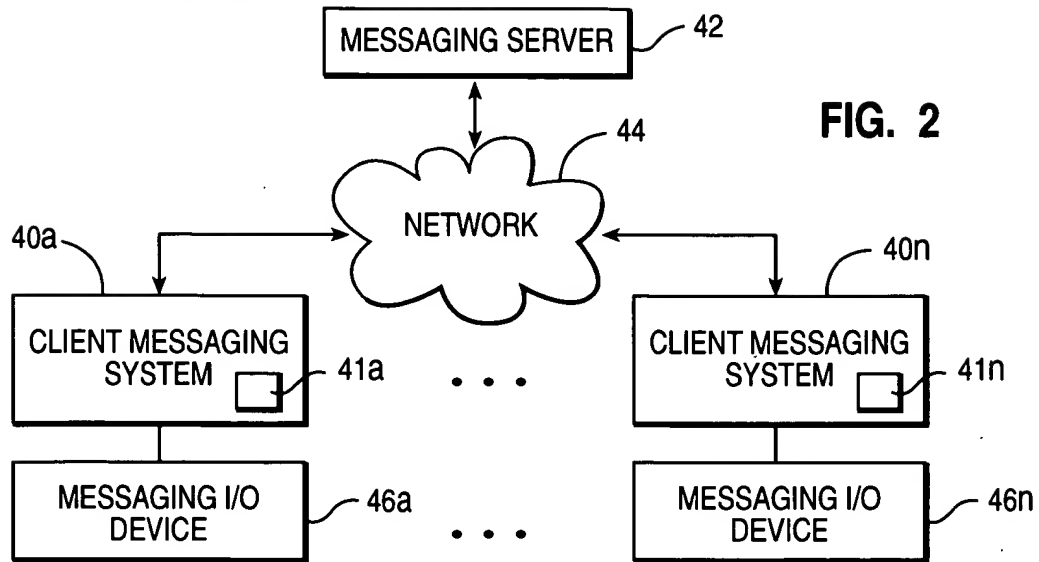 MESSAGING SERVER
42
FIG. 2
44
NETWORK
40a
40n
CLIENT MESSAGING
SYSTEM
41a
. . .
CLIENT MESSAGING
SYSTEM
41n
MESSAGING I/O
DEVICE
46a
. . .
MESSAGING I/O
DEVICE
46n